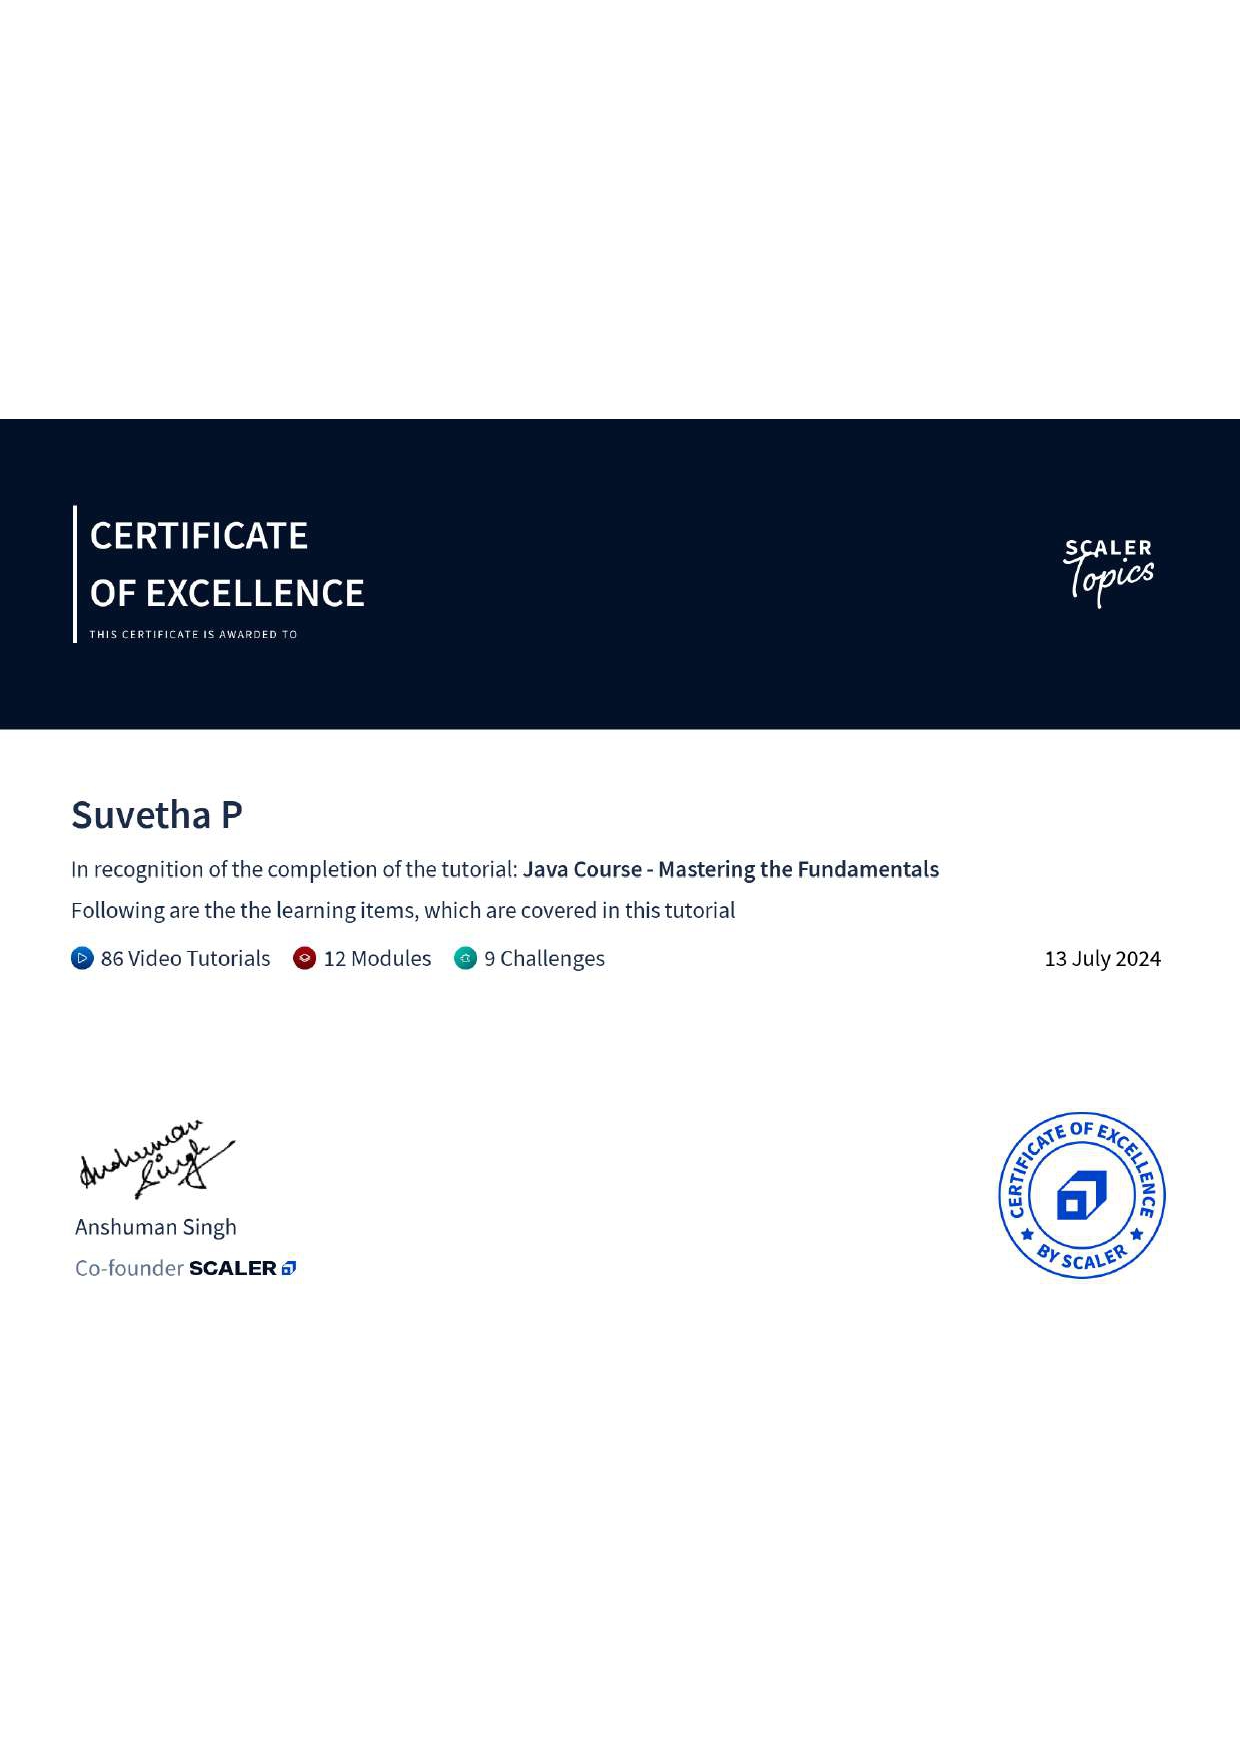 CERTIFICATE
OF EXCELLENCE
THIS CERTIFICATE IS AWARDED TO
SCALER
Topics
Suvetha P
In recognition of the completion of the tutorial: Java Course - Mastering the Fundamentals
Following are the the learning items, which are covered in this tutorial
86 Video Tutorials 12 Modules 9 Challenges 13 July 2024
Anshuman
Singh
Anshuman Singh
Co-founder SCALER
CERTIFICATE OF EXCELLENCE
BY SCALER